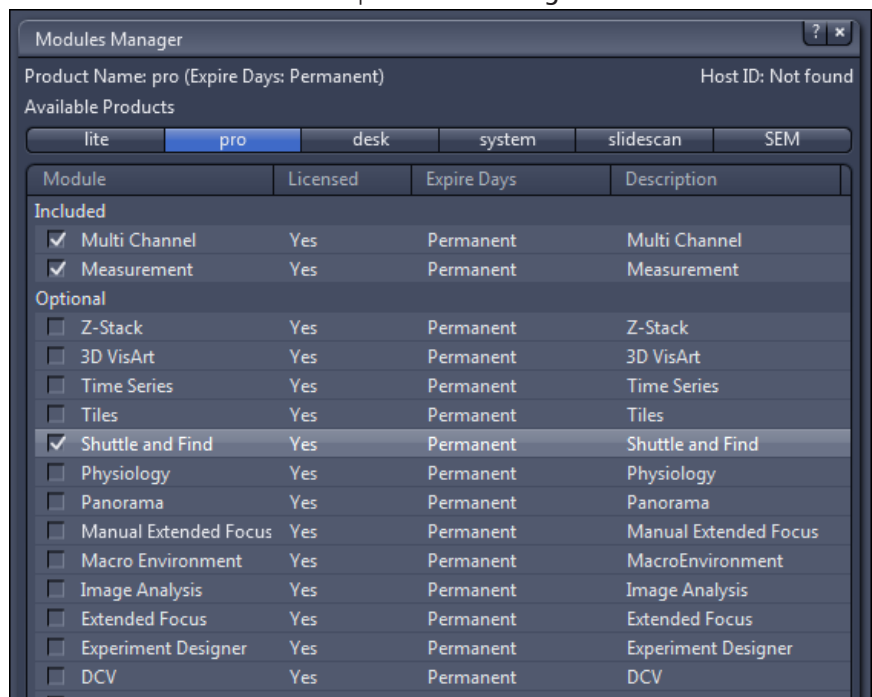 Modules Manager ? ×
Product Name: pro (Expire Days: Permanent) Host ID: Not found
Available Products
lite pro desk system slidescan SEM
Module Licensed Expire Days Description
Included
Multi Channel Yes Permanent Multi Channel
Measurement Yes Permanent Measurement
Optional
Z-Stack Yes Permanent Z-Stack
3D VisArt Yes Permanent 3D VisArt
Time Series Yes Permanent Time Series
Tiles Yes Permanent Tiles
Shuttle and Find Yes Permanent Shuttle and Find
Physiology Yes Permanent Physiology
Panorama Yes Permanent Panorama
Manual Extended Focus Yes Permanent Manual Extended Focus
Macro Environment Yes Permanent MacroEnvironment
Image Analysis Yes Permanent Image Analysis
Extended Focus Yes Permanent Extended Focus
Experiment Designer Yes Permanent Experiment Designer
DCV Yes Permanent DCV